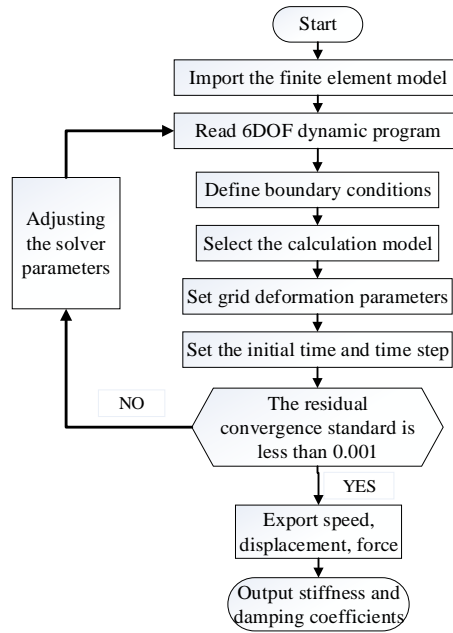 Start
Import the finite element model
Read 6DOF dynamic program
Define boundary conditions
Adjusting
the solver
parameters
Select the calculation model
Set grid deformation parameters
Set the initial time and time step
NO
The residual
convergence standard is
less than 0.001
YES
Export speed,
displacement, force
Output stiffness and
damping coefficients